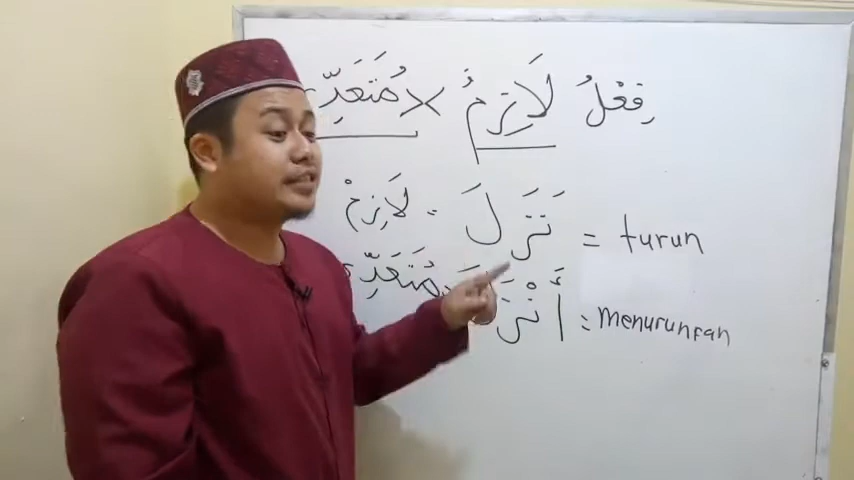 فِعْلُ لَازِمٌ X مُتَعَدِّ
نَزَلَ = لَازِمْ = turun
أَنْزَ مُتَعَدِّ = menurunkan